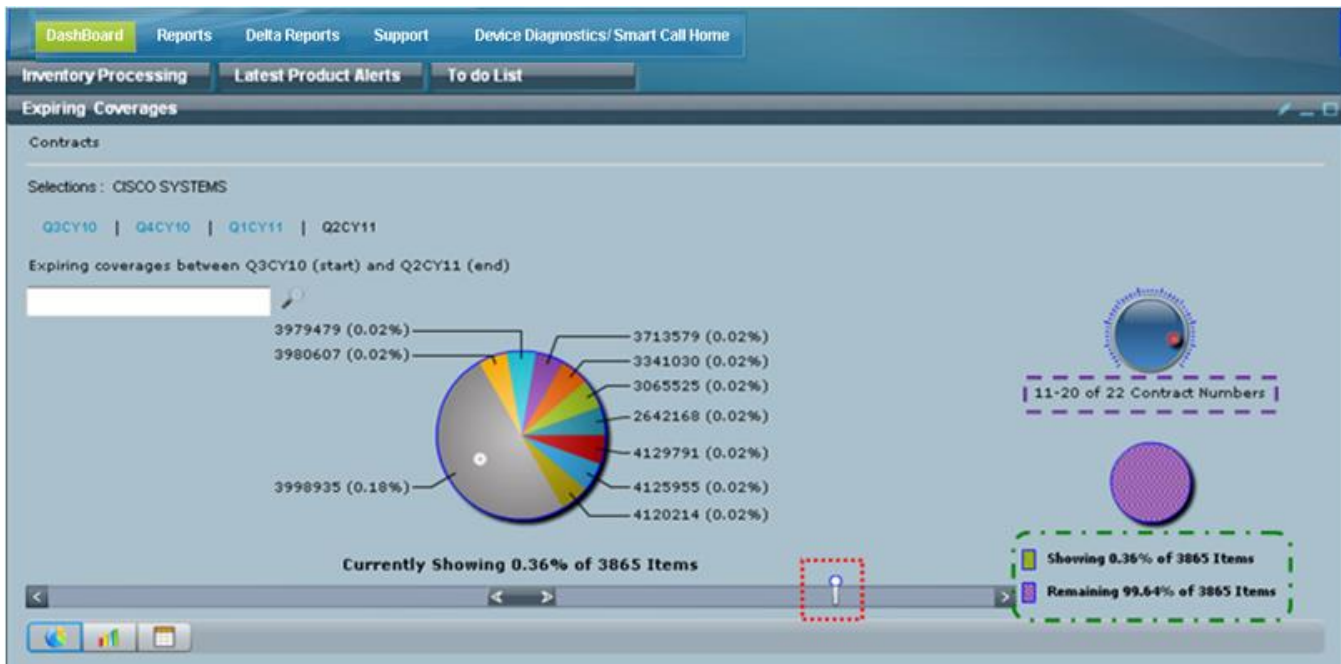 DashBoard Reports Delta Reports Support Device Diagnostics/ Smart Call Home
Inventory Processing Latest Product Alerts To do List
Expiring Coverages
Contracts
Selections : CISCO SYSTEMS
Q3CY10 | Q4CY10 | Q1CY11 | Q2CY11
Expiring coverages between Q3CY10 (start) and Q2CY11 (end)
3979479 (0.02%)
3713579 (0.02%)
3980607 (0.02%)
3341030 (0.02%)
3065525 (0.02%)
11-20 of 22 Contract Numbers
2642168 (0.02%)
4129791 (0.02%)
3998935 (0.18%)
4125955 (0.02%)
4120214 (0.02%)
Currently Showing 0.36% of 3865 Items
Showing 0.36% of 3865 Items
Remaining 99.64% of 3865 Items